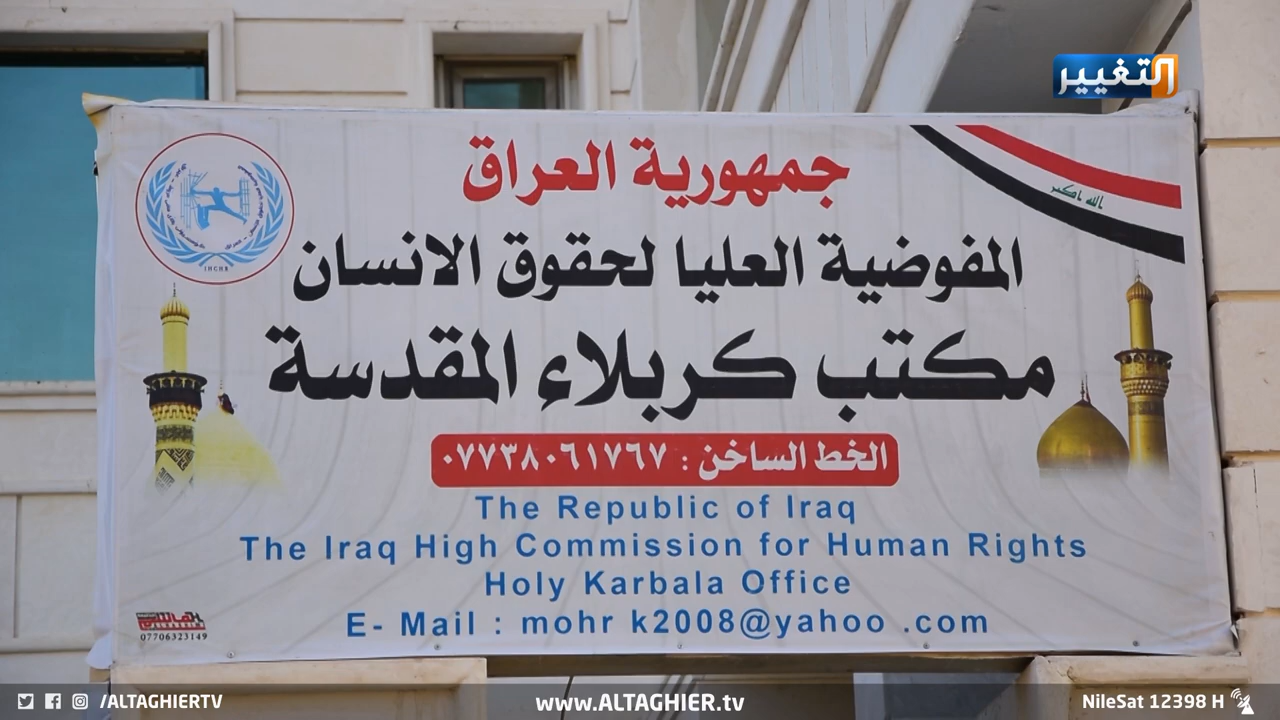 التغيير
جمهورية العراق
الله اكبر
المفوضية العليا لحقوق الانسان
IHCHR
مكتب كربلاء المقدسة
الخط الساخن : ٠٧٧٣٨٠٦١٧٦٧
The Republic of Iraq
The Iraq High Commission for Human Rights
Holy Karbala Office
E- Mail : mohr k2008@yahoo .com
07706323149
/ALTAGHIERTV
www.ALTAGHIER.tv
NileSat 12398 H